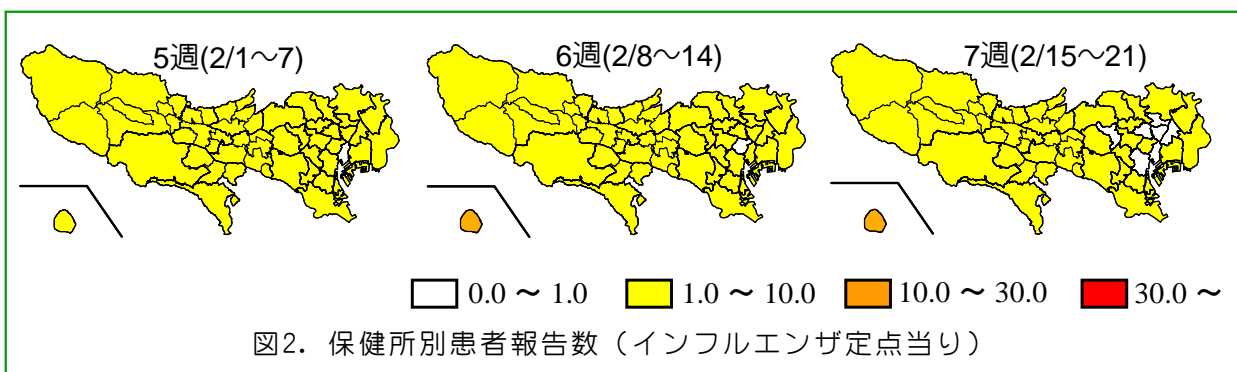 5週(2/1～7)
6週(2/8～14)
7週(2/15～21)
0.0 ～ 1.0
1.0 ～ 10.0
10.0 ～ 30.0
30.0 ～
図2．保健所別患者報告数（インフルエンザ定点当り）